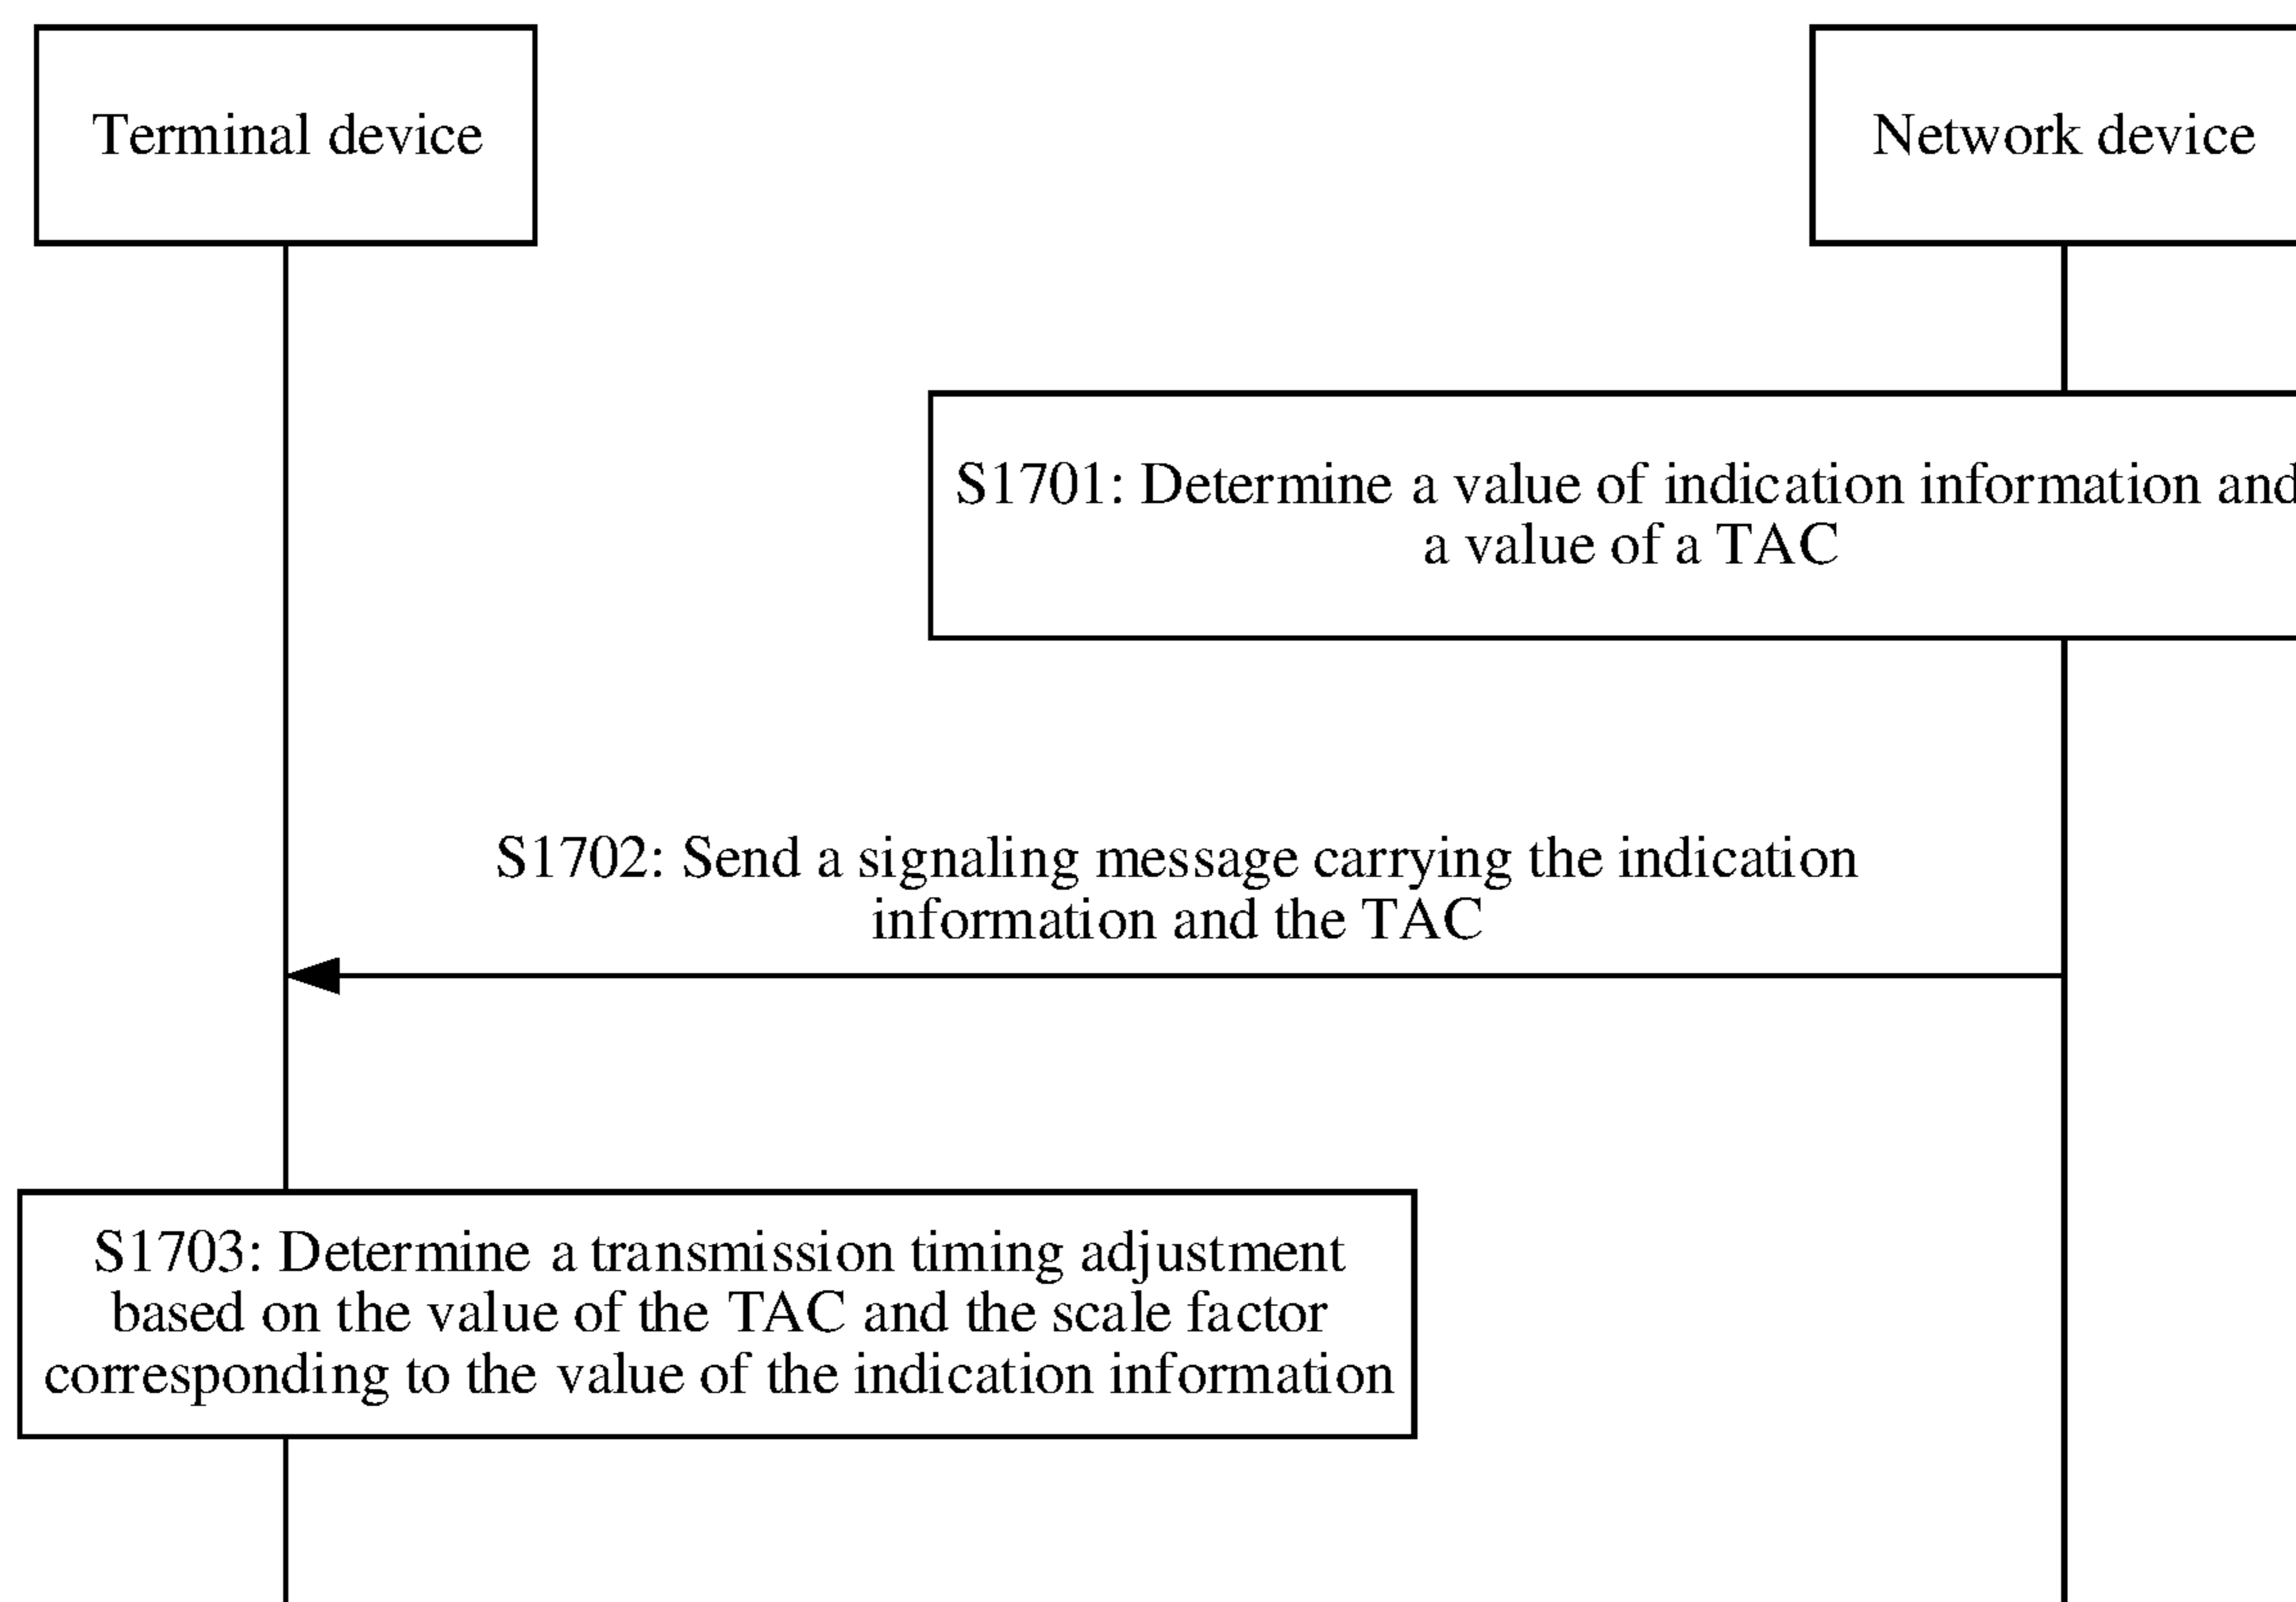 Terminal device
Network device
S1701: Determine a value of indication information and
a value of a TAC
S1702: Send a signaling message carrying the indication
information and the TAC
S1703: Determine a transmission timing adjustment
based on the value of the TAC and the scale factor
corresponding to the value of the indication information